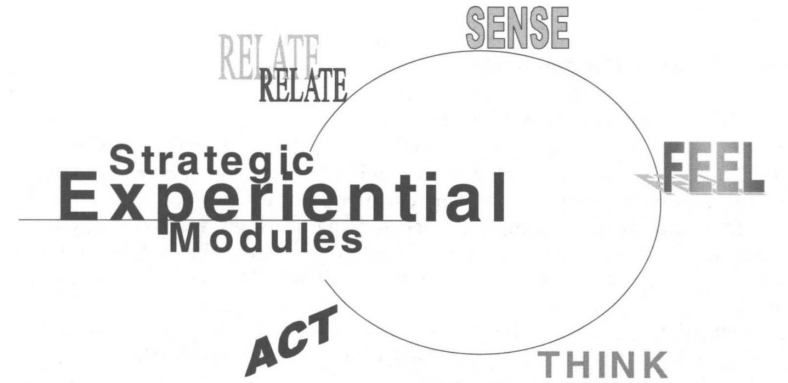 SENSE
RELATE
RELATE
FEEL
Strategic
Experiential
Modules
ACT
THINK